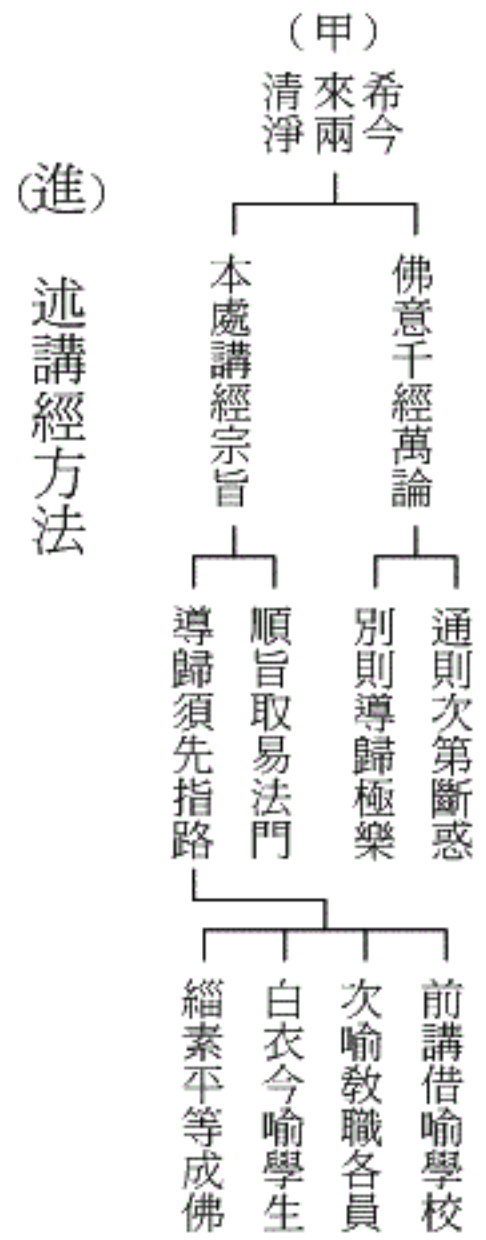 （甲）
希今
來兩
清淨
佛意千經萬論
本處講經宗旨
通則次第斷惑
別則導歸極樂
順旨取易法門
導歸須先指路
前講借喻學校
次喻教職各員
白衣今喻學生
緇素平等成佛
(進) 述講經方法